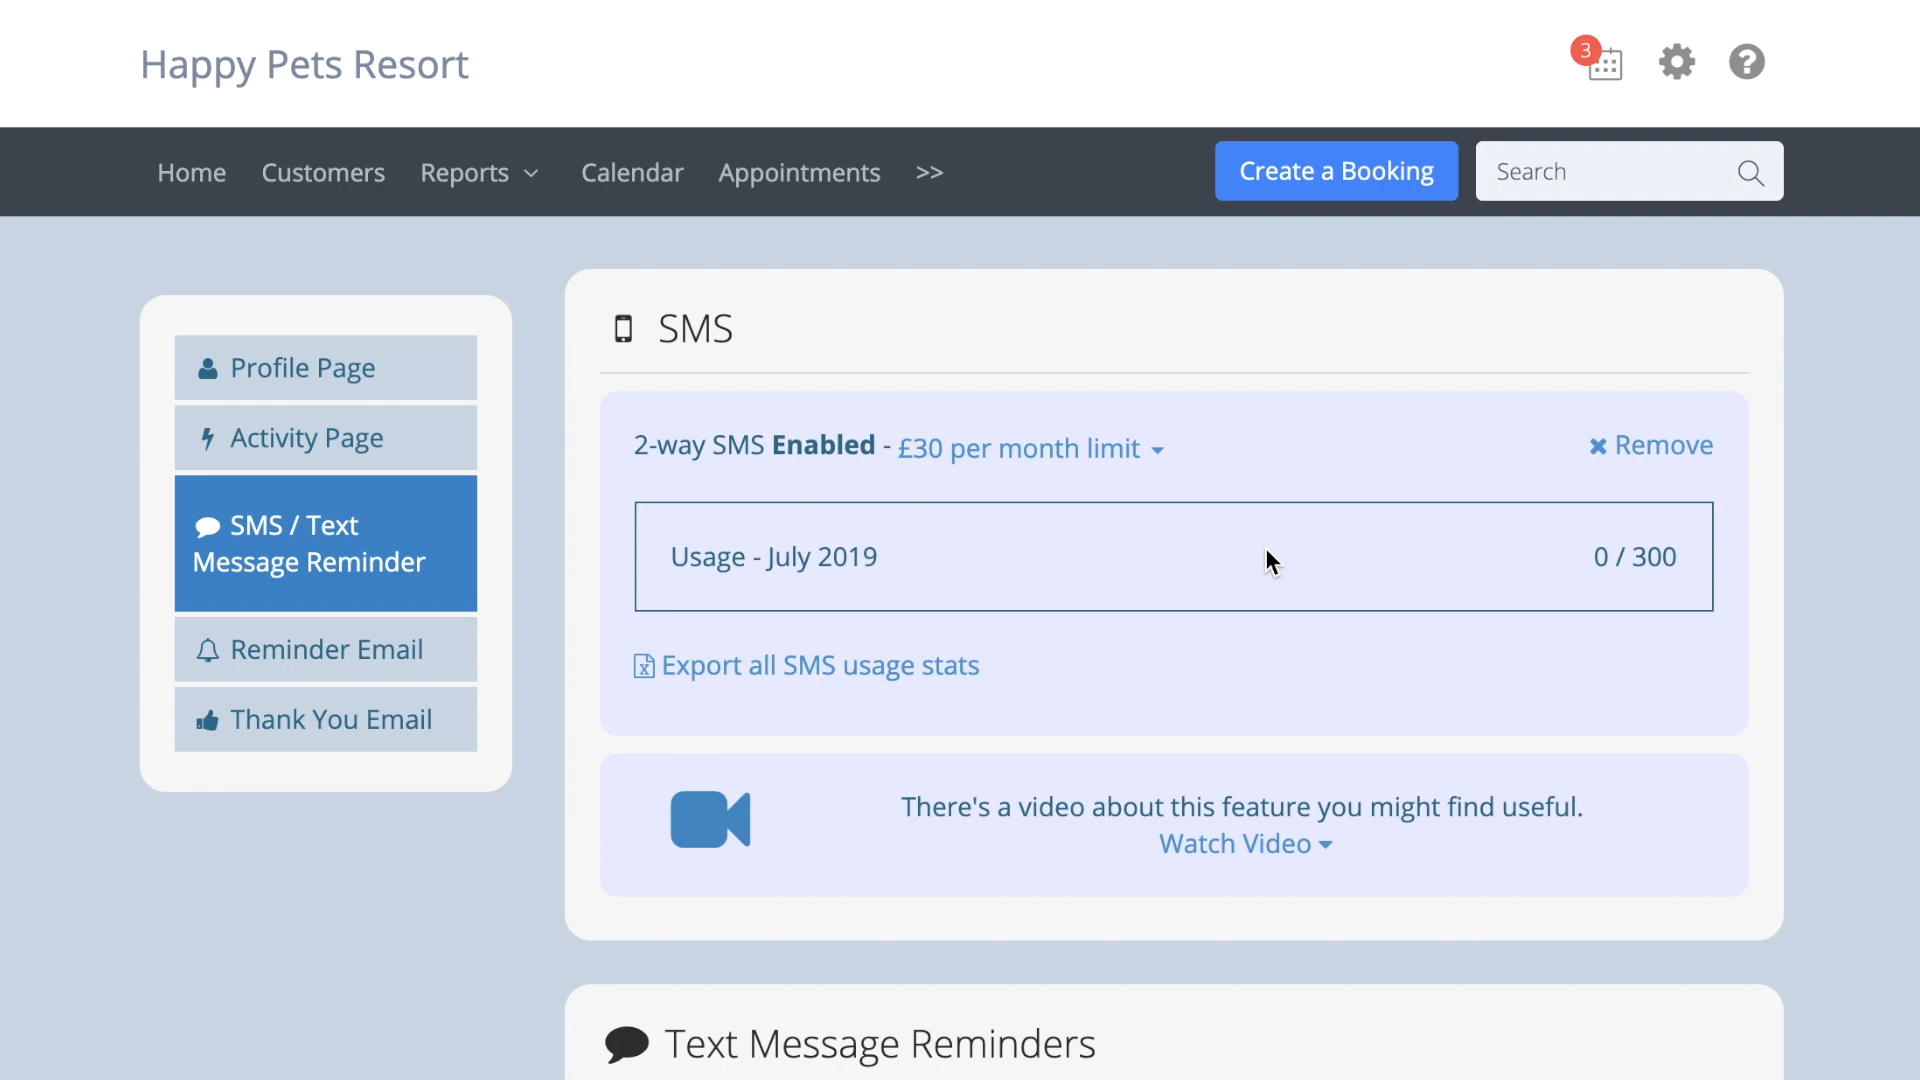 Happy Pets Resort
3
Home Customers Reports Calendar Appointments >> Create a Booking Search
Profile Page
Activity Page
SMS / Text
Message Reminder
Reminder Email
Thank You Email
SMS
2-way SMS Enabled - £30 per month limit Remove
Usage - July 2019 0 / 300
Export all SMS usage stats
There's a video about this feature you might find useful.
Watch Video
Text Message Reminders